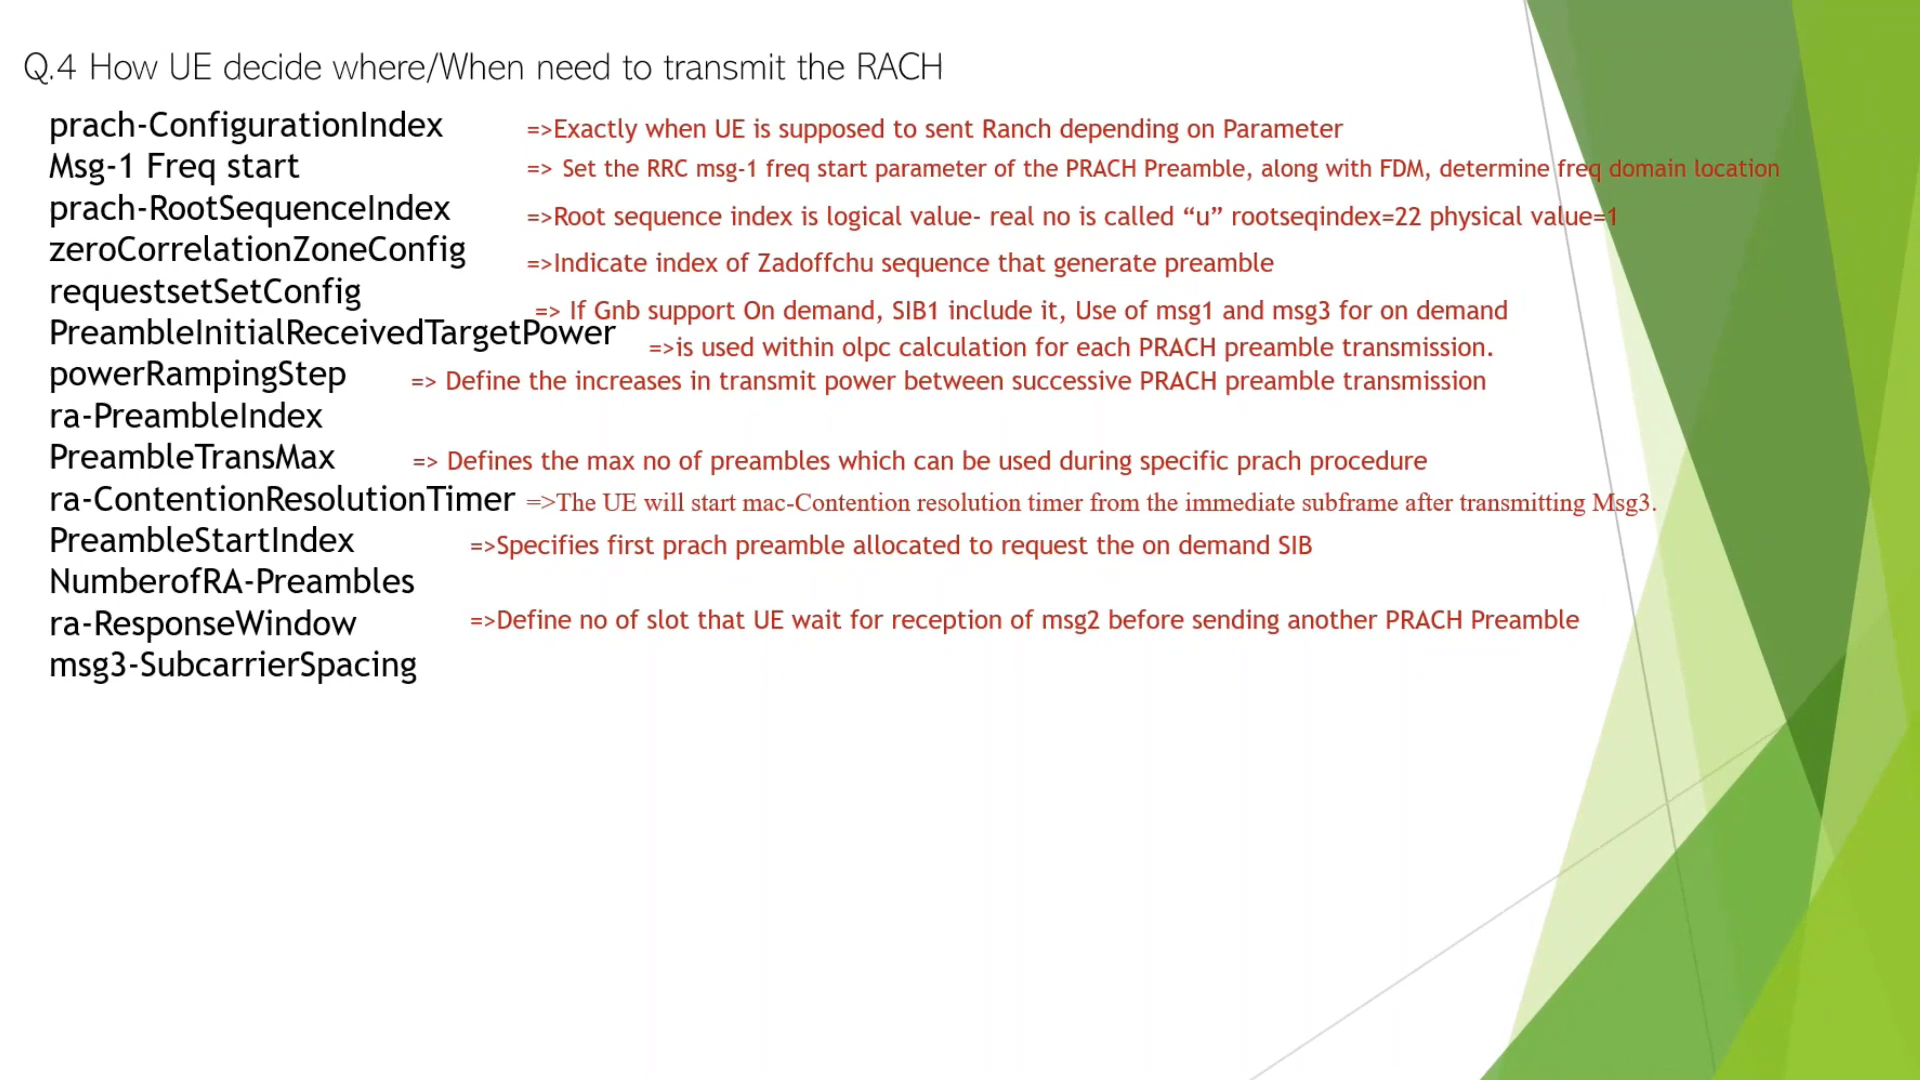 Q.4 How UE decide where/When need to transmit the RACH
prach-ConfigurationIndex =>Exactly when UE is supposed to sent Ranch depending on Parameter
Msg-1 Freq start => Set the RRC msg-1 freq start parameter of the PRACH Preamble, along with FDM, determine freq domain location
prach-RootSequenceIndex =>Root sequence index is logical value- real no is called “u” rootseqindex=22 physical value=1
zeroCorrelationZoneConfig =>Indicate index of Zadoffchu sequence that generate preamble
requestsetSetConfig => If Gnb support On demand, SIB1 include it, Use of msg1 and msg3 for on demand
PreambleInitialReceivedTargetPower =>is used within olpc calculation for each PRACH preamble transmission.
powerRampingStep => Define the increases in transmit power between successive PRACH preamble transmission
ra-PreambleIndex
PreambleTransMax => Defines the max no of preambles which can be used during specific prach procedure
ra-ContentionResolutionTimer =>The UE will start mac-Contention resolution timer from the immediate subframe after transmitting Msg3.
PreambleStartIndex =>Specifies first prach preamble allocated to request the on demand SIB
NumberofRA-Preambles
ra-ResponseWindow =>Define no of slot that UE wait for reception of msg2 before sending another PRACH Preamble
msg3-SubcarrierSpacing